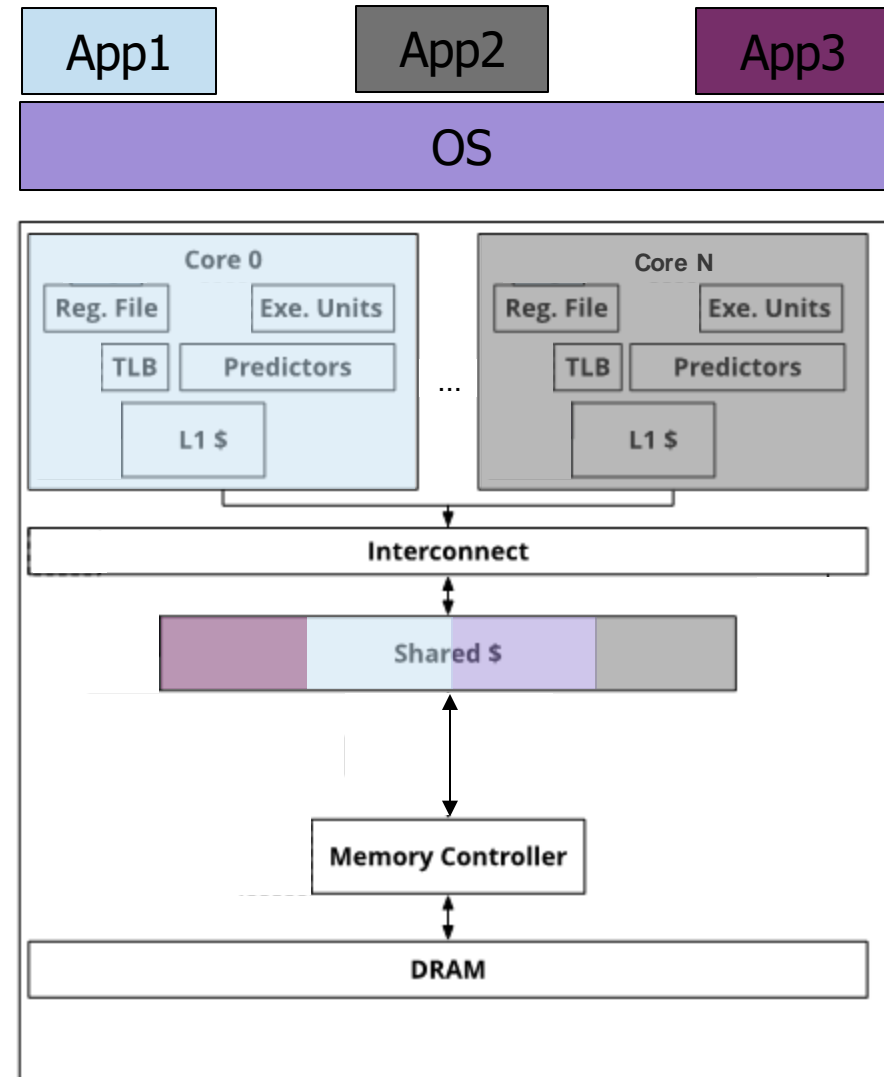 App1 App2 App3
OS
Core 0 Core N
Reg. File Exe. Units Reg. File Exe. Units
TLB Predictors ... TLB Predictors
L1 $ L1 $
Interconnect
Shared $
Memory Controller
DRAM